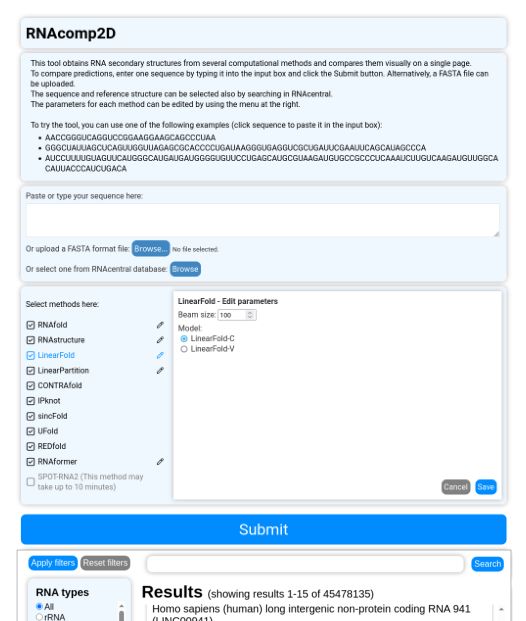 RNAcomp2D
This tool obtains RNA secondary structures from several computational methods and compares them visually on a single page.
To compare predictions, enter one sequence by typing it into the input box and click the Submit button. Alternatively, a FASTA file can
be uploaded.
The sequence and reference structure can be selected also by searching in RNAcentral.
The parameters for each method can be edited by using the menu at the right.
To try the tool, you can use one of the following examples (click sequence to paste it in the input box):
• AACCGGGUCAGGUCCGGAAGGAAGCAGCCCUAA
• GGGCUAUUAGCUCAGUUGGUUAGAGCGCACCCCUGAUAAGGGUGAGGUCGCUGAUUCGAAUUCAGCAUAGCCCA
• AUCCUUUUGUAGUUCAUGGGCAUGAUGAUGGGGUGUUCCUGAGCAUGCGUAAGAUGUGCCGCCCUCAAAUCUUGUCAAGAUGUUGGCA
CAUUACCCAUCUGACA
Paste or type your sequence here:
Or upload a FASTA format file: Browse... No file selected.
Or select one from RNAcentral database: Browse
Select methods here:
RNAfold
RNAstructure
LinearFold
LinearPartition
CONTRAfold
IPknot
sincFold
UFold
REDfold
RNAformer
SPOT-RNA2 (This method may
take up to 10 minutes)
LinearFold - Edit parameters
Beam size: 100
Model:
LinearFold-C
LinearFold-V
Cancel Save
Submit
Apply filters Reset filters Search
RNA types
All
rRNA
Results (showing results 1-15 of 45478135)
Homo sapiens (human) long intergenic non-protein coding RNA 941
(LINC00941)